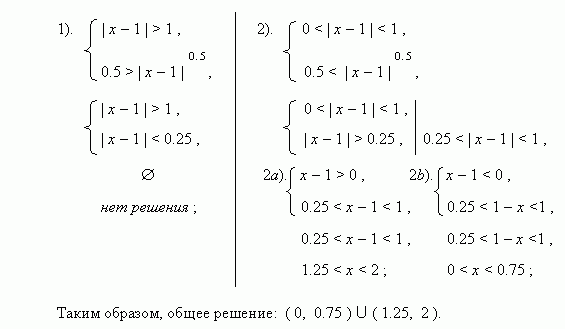 1). { | x – 1 | > 1 ,
0.5 > | x – 1 |^0.5 ,
{ | x – 1 | > 1 ,
| x – 1 | < 0.25 ,
∅
нет решения ;
2). { 0 < | x – 1 | < 1 ,
0.5 < | x – 1 |^0.5 ,
{ 0 < | x – 1 | < 1 ,
| x – 1 | > 0.25 , | 0.25 < | x – 1 | < 1 ,
2a). { x – 1 > 0 ,
0.25 < x – 1 < 1 ,
0.25 < x – 1 < 1 ,
1.25 < x < 2 ;
2b). { x – 1 < 0 ,
0.25 < 1 – x <1 ,
0.25 < 1 – x <1 ,
0 < x < 0.75 ;
Таким образом, общее решение: ( 0, 0.75 ) U ( 1.25, 2 ).